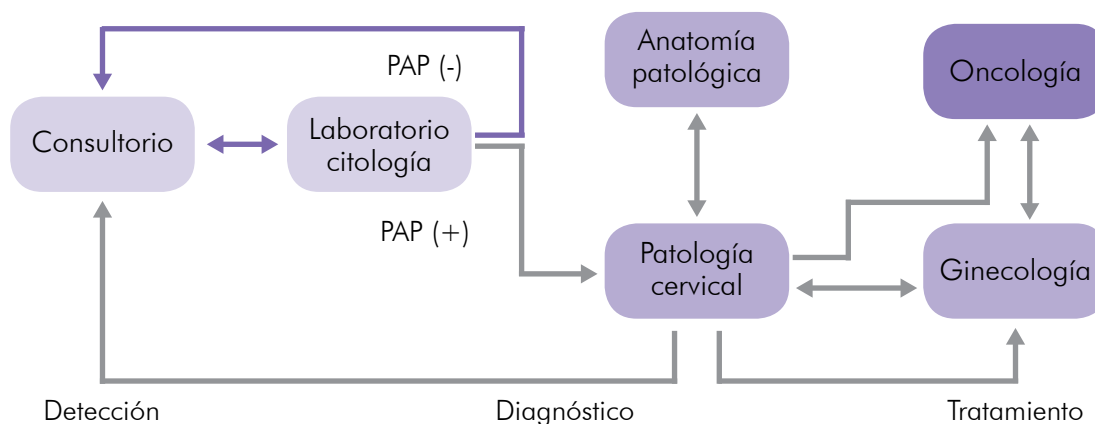 Consultorio
PAP (-)
Laboratorio
citología
PAP (+)
Anatomía
patológica
Patología
cervical
Oncología
Ginecología
Detección
Diagnóstico
Tratamiento